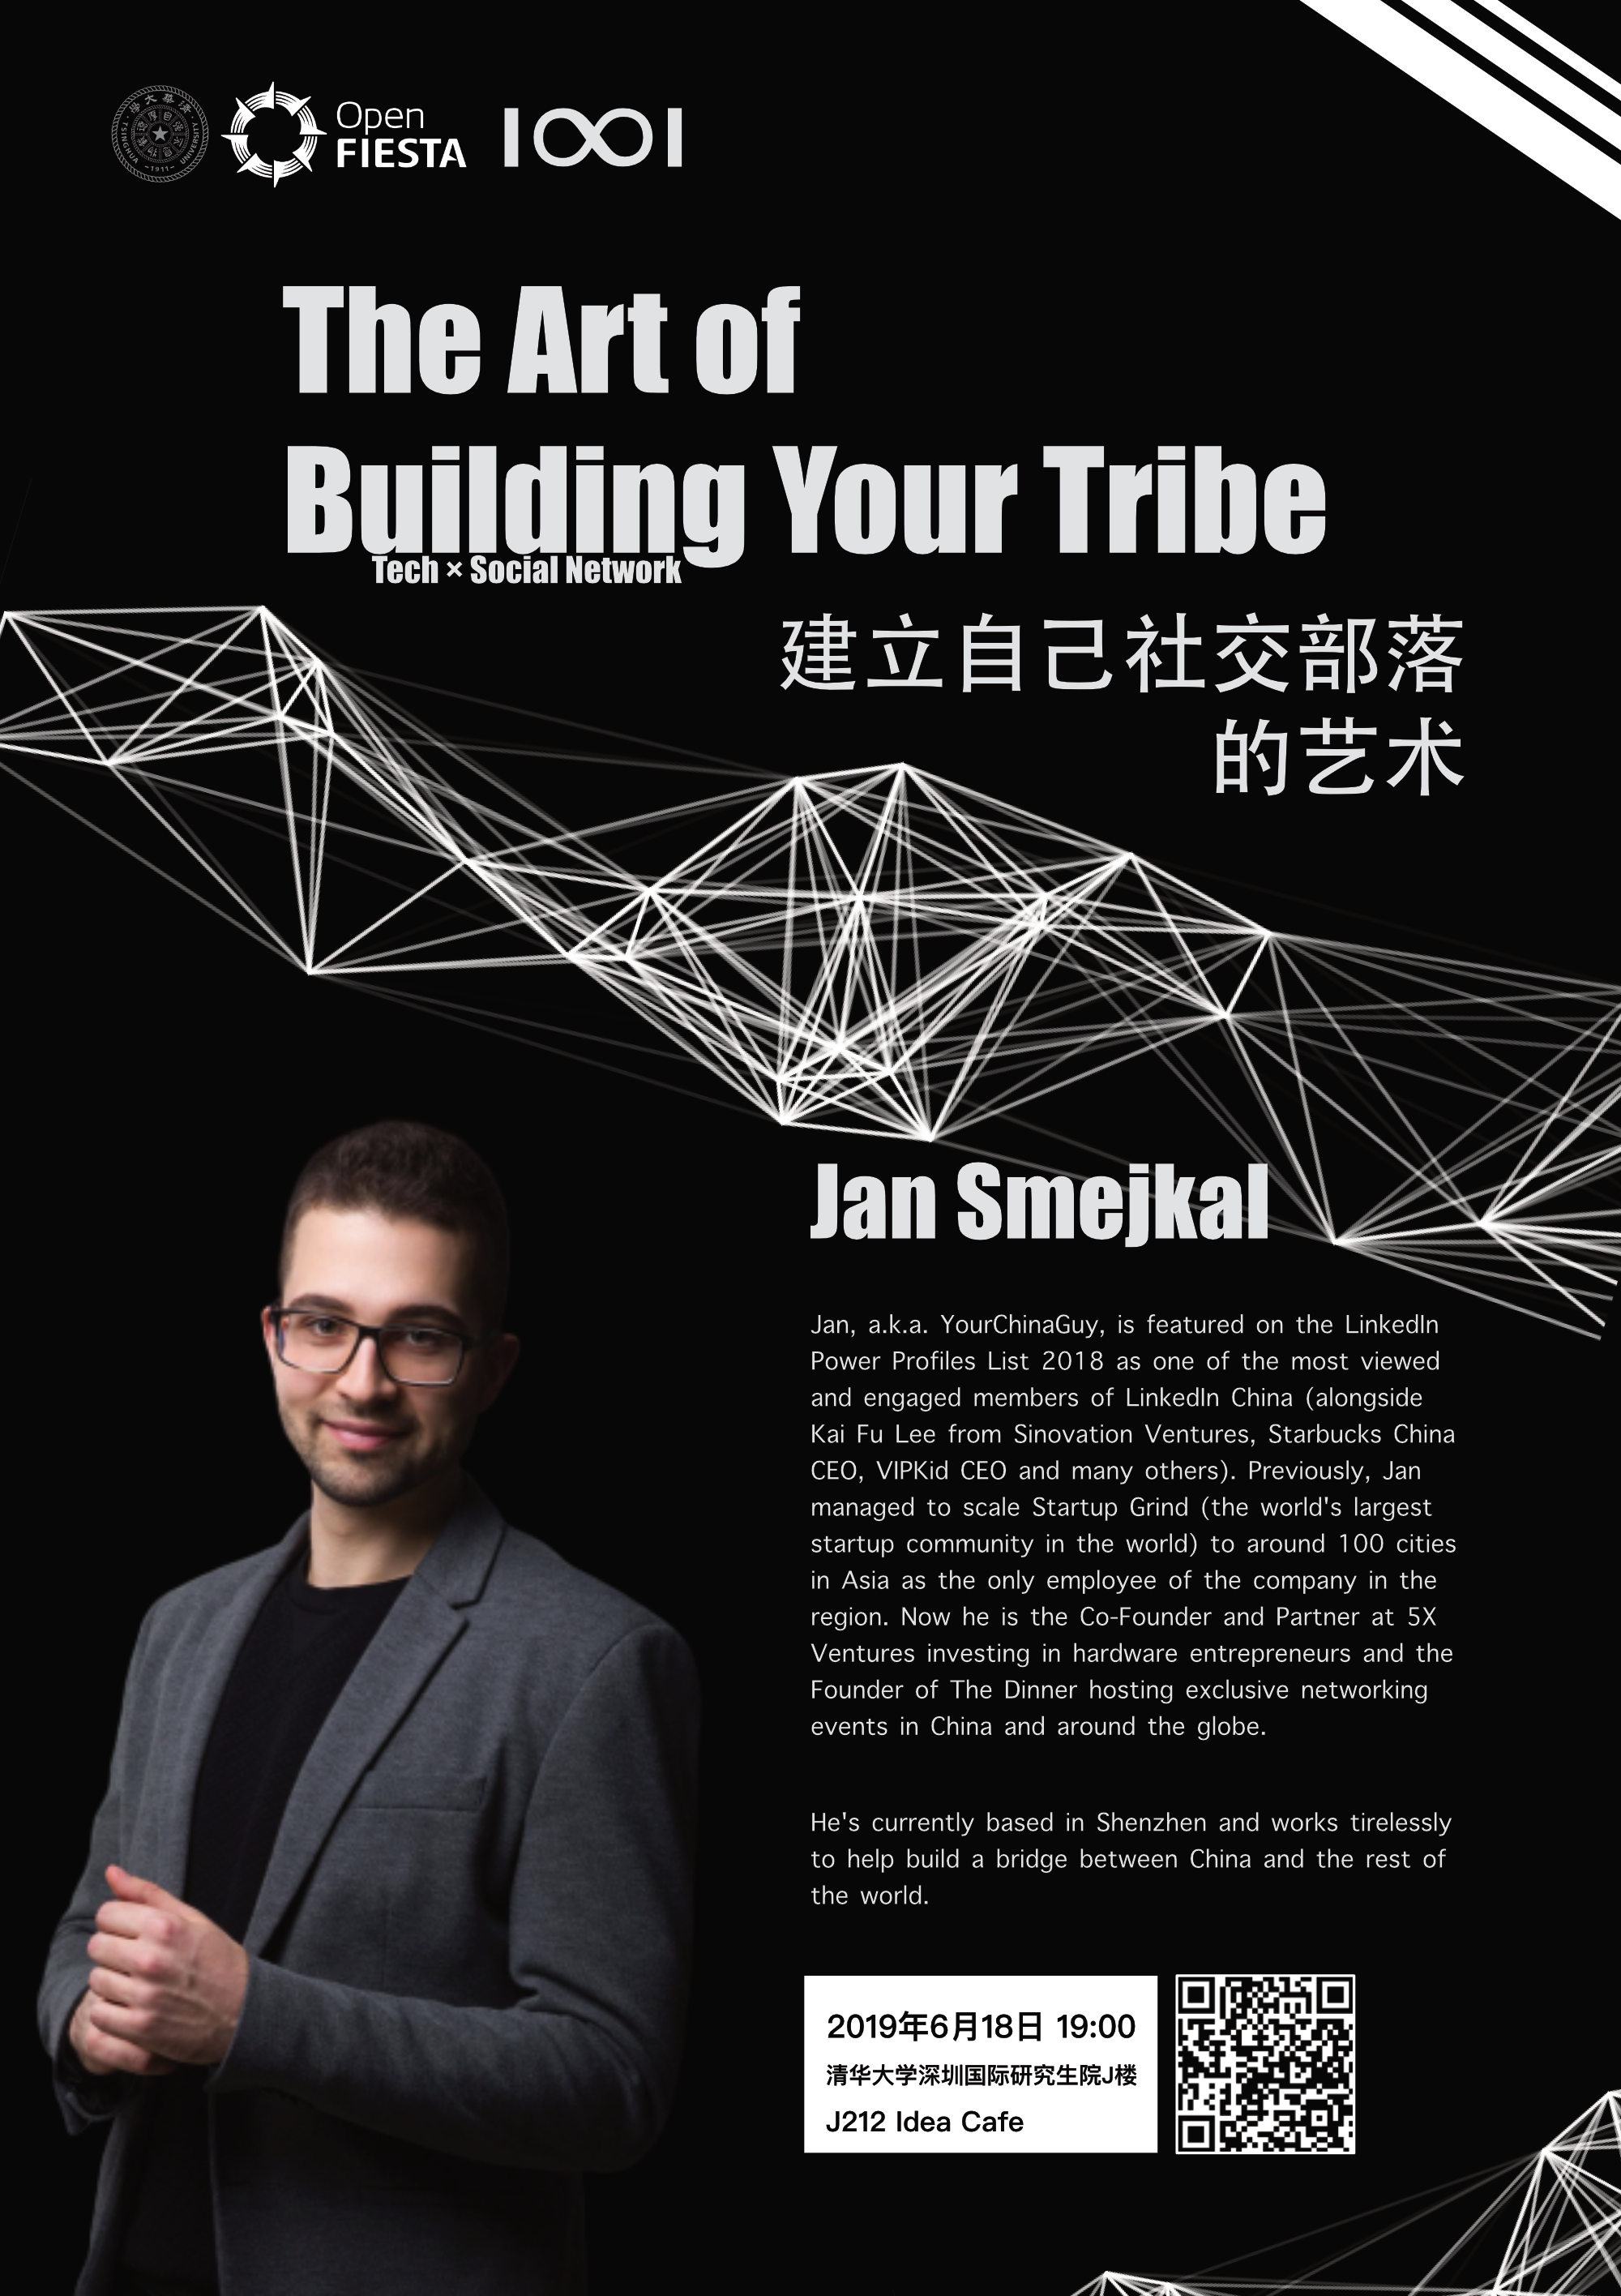 TSINGHUA UNIVERSITY
-1911-
Open
FIESTA
1001
The Art of
Building Your Tribe
Tech × Social Network
建立自己社交部落
的艺术
Jan Smejkal
Jan, a.k.a. YourChinaGuy, is featured on the LinkedIn
Power Profiles List 2018 as one of the most viewed
and engaged members of LinkedIn China (alongside
Kai Fu Lee from Sinovation Ventures, Starbucks China
CEO, VIPKid CEO and many others). Previously, Jan
managed to scale Startup Grind (the world's largest
startup community in the world) to around 100 cities
in Asia as the only employee of the company in the
region. Now he is the Co-Founder and Partner at 5X
Ventures investing in hardware entrepreneurs and the
Founder of The Dinner hosting exclusive networking
events in China and around the globe.
He's currently based in Shenzhen and works tirelessly
to help build a bridge between China and the rest of
the world.
2019年6月18日 19:00
清华大学深圳国际研究生院J楼
J212 Idea Cafe